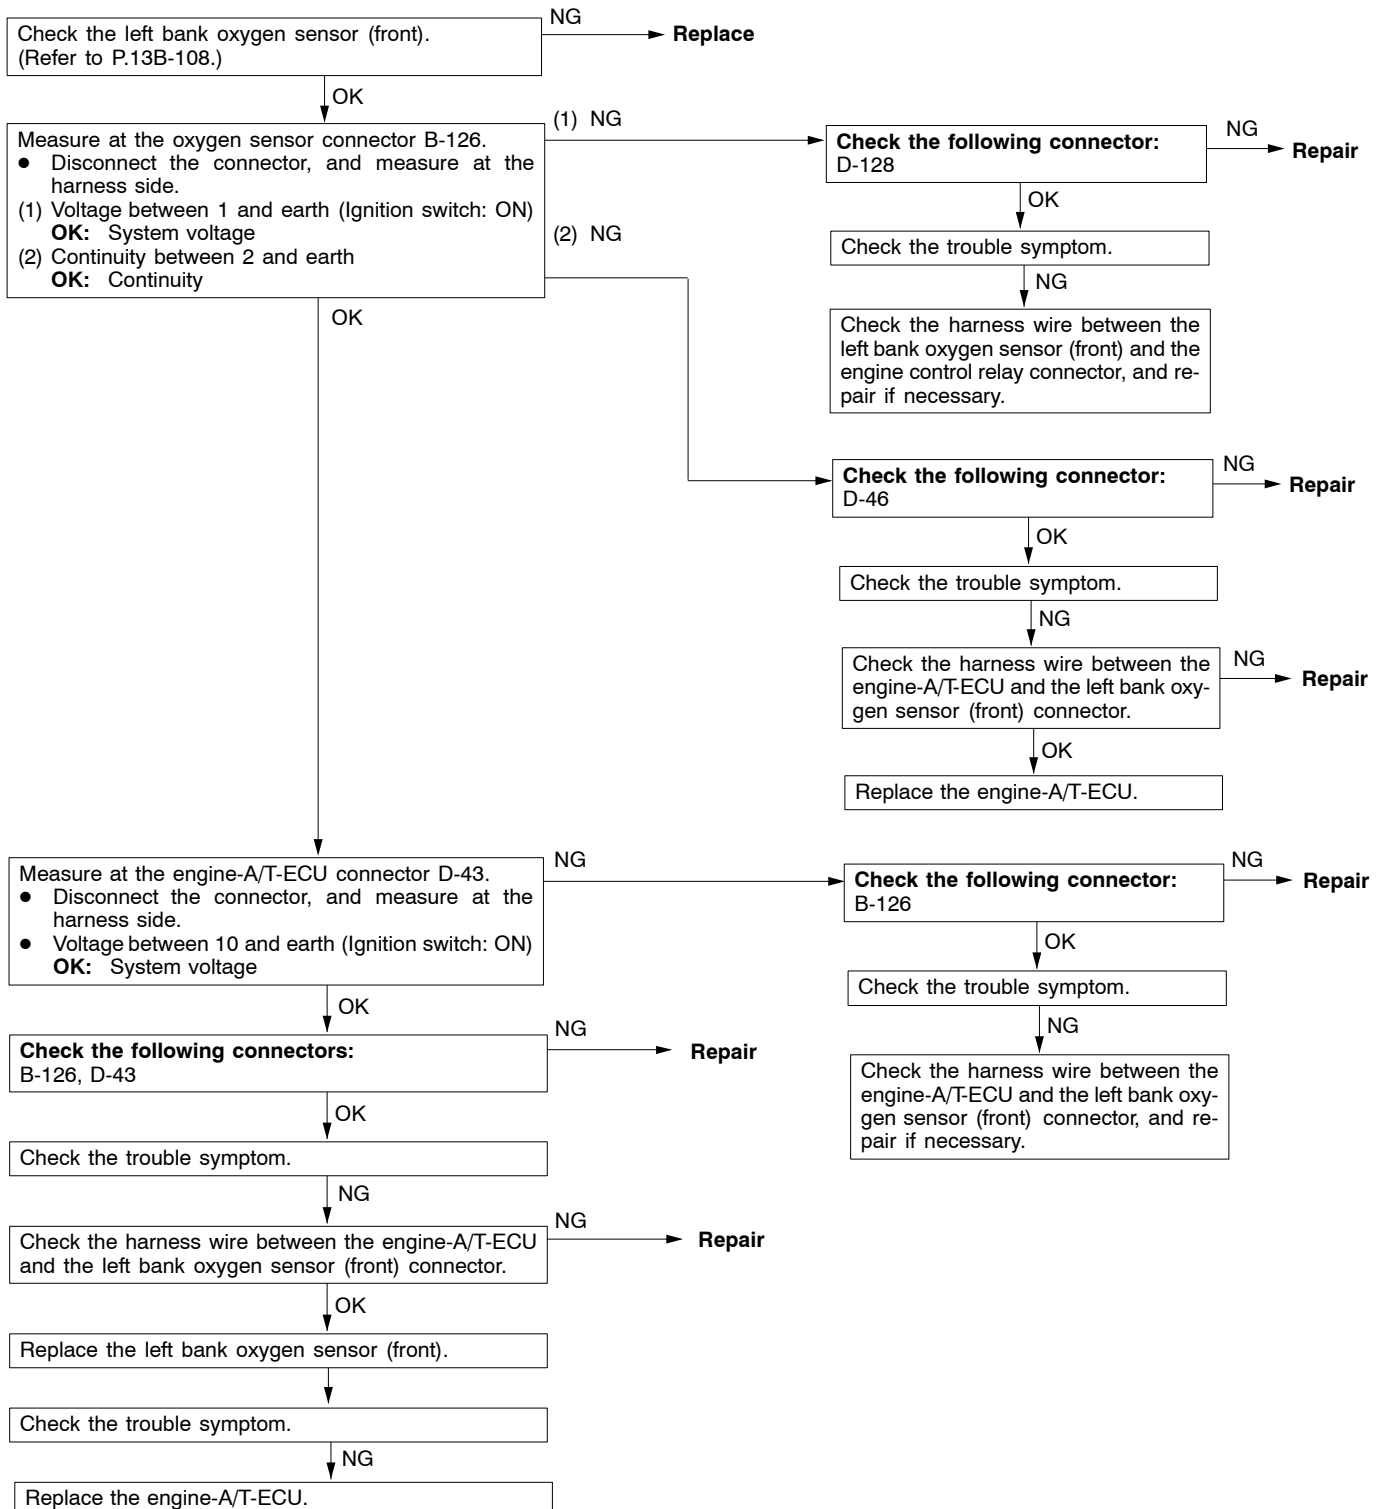 Check the left bank oxygen sensor (front).
(Refer to P.13B-108.)
NG
Replace
OK
Measure at the oxygen sensor connector B-126.
● Disconnect the connector, and measure at the
harness side.
(1) Voltage between 1 and earth (Ignition switch: ON)
OK: System voltage
(2) Continuity between 2 and earth
OK: Continuity
(1) NG
Check the following connector:
D-128
NG
Repair
OK
Check the trouble symptom.
NG
Check the harness wire between the
left bank oxygen sensor (front) and the
engine control relay connector, and re-
pair if necessary.
(2) NG
Check the following connector:
D-46
NG
Repair
OK
Check the trouble symptom.
NG
Check the harness wire between the
engine-A/T-ECU and the left bank oxy-
gen sensor (front) connector.
NG
Repair
OK
Replace the engine-A/T-ECU.
OK
Measure at the engine-A/T-ECU connector D-43.
● Disconnect the connector, and measure at the
harness side.
● Voltage between 10 and earth (Ignition switch: ON)
OK: System voltage
NG
Check the following connector:
B-126
NG
Repair
OK
Check the trouble symptom.
NG
Check the harness wire between the
engine-A/T-ECU and the left bank oxy-
gen sensor (front) connector, and re-
pair if necessary.
OK
Check the following connectors:
B-126, D-43
NG
Repair
OK
Check the trouble symptom.
NG
Check the harness wire between the engine-A/T-ECU
and the left bank oxygen sensor (front) connector.
NG
Repair
OK
Replace the left bank oxygen sensor (front).
Check the trouble symptom.
NG
Replace the engine-A/T-ECU.